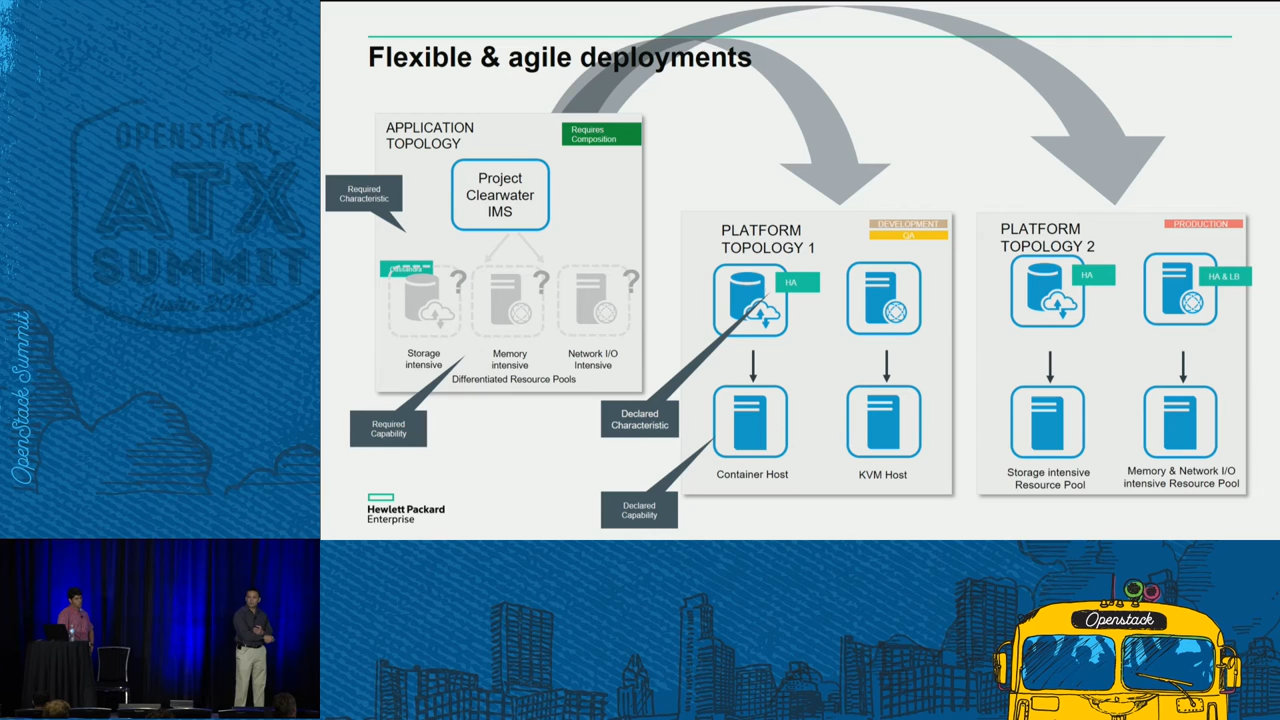 Flexible & agile deployments
APPLICATION
TOPOLOGY
Requires
Composition
Project
Clearwater
IMS
Required
Characteristic
?
?
?
Storage
intensive
Memory
intensive
Network I/O
Intensive
Differentiated Resource Pools
Required
Capability
PLATFORM
TOPOLOGY 1
DEVELOPMENT
QA
HA
Declared
Characteristic
Container Host
KVM Host
Declared
Capability
PLATFORM
TOPOLOGY 2
PRODUCTION
HA
HA & LB
Storage intensive
Resource Pool
Memory & Network I/O
intensive Resource Pool
Hewlett Packard
Enterprise
OPENSTACK
ATX
OpenStack Summit
Openstack